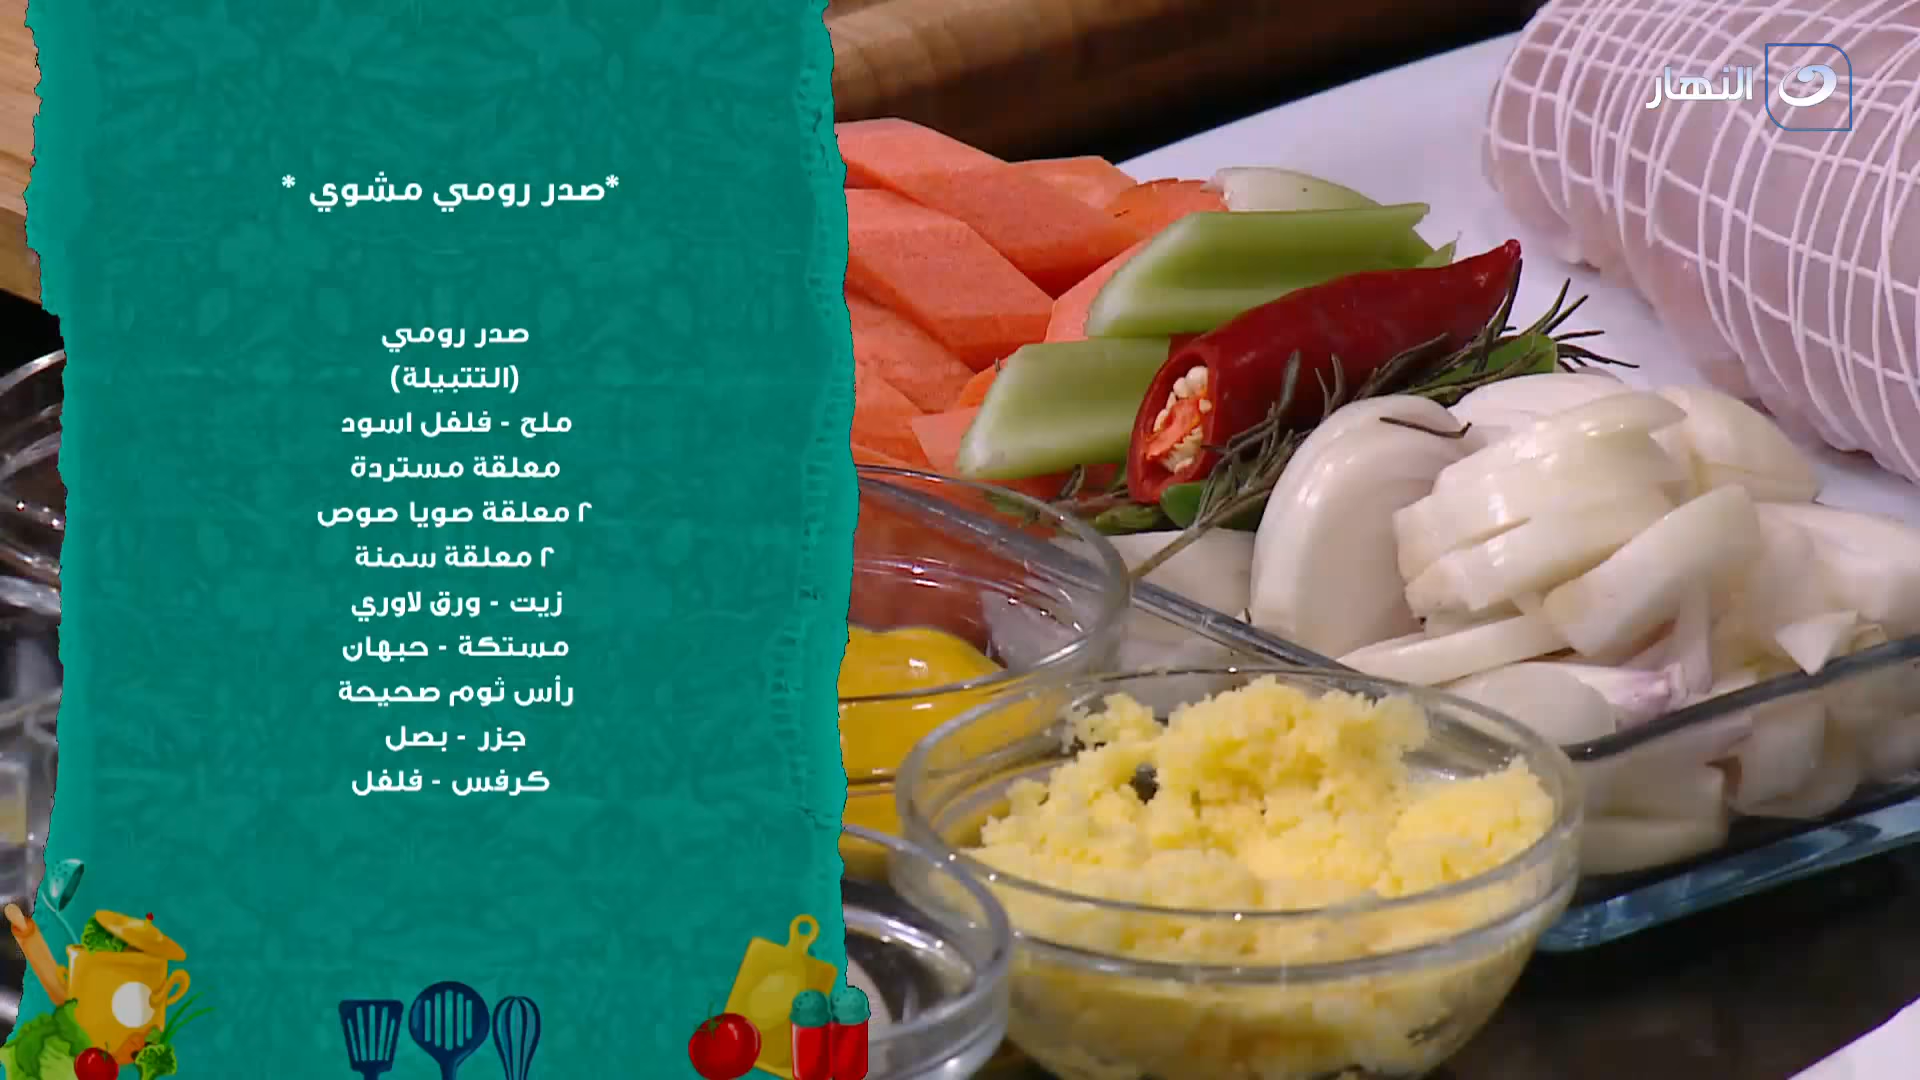 *صدر رومي مشوي *
صدر رومي
(التتبيلة)
ملح - فلفل اسود
معلقة مستردة
٢ معلقة صويا صوص
٢ معلقة سمنة
زيت - ورق لاوري
مستكة - حبهان
رأس ثوم صحيحة
جزر - بصل
كرفس - فلفل
النهار